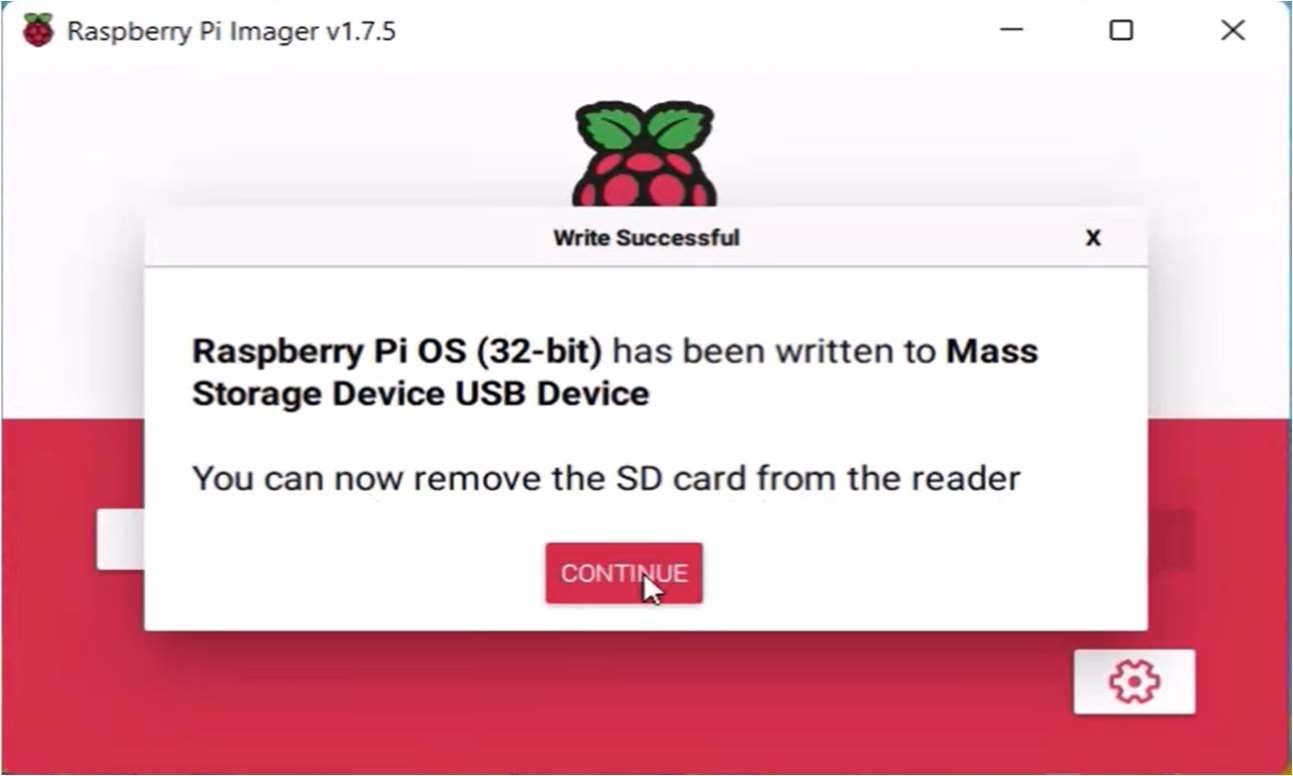 Raspberry Pi Imager v1.7.5
Write Successful
X
Raspberry Pi OS (32-bit) has been written to Mass
Storage Device USB Device
You can now remove the SD card from the reader
CONTINUE